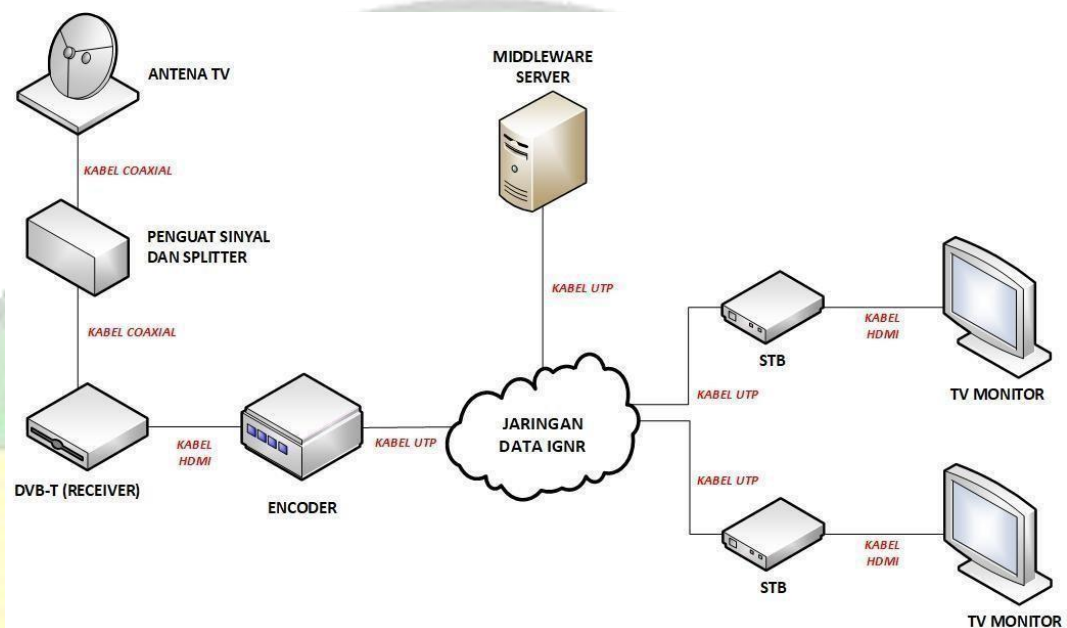 ANTENA TV
KABEL COAXIAL
PENGUAT SINYAL
DAN SPLITTER
KABEL COAXIAL
DVB-T (RECEIVER)
KABEL
HDMI
ENCODER
KABEL UTP
MIDDLEWARE
SERVER
KABEL UTP
JARINGAN
DATA IGNR
KABEL UTP
STB
KABEL
HDMI
TV MONITOR
KABEL UTP
STB
KABEL
HDMI
TV MONITOR